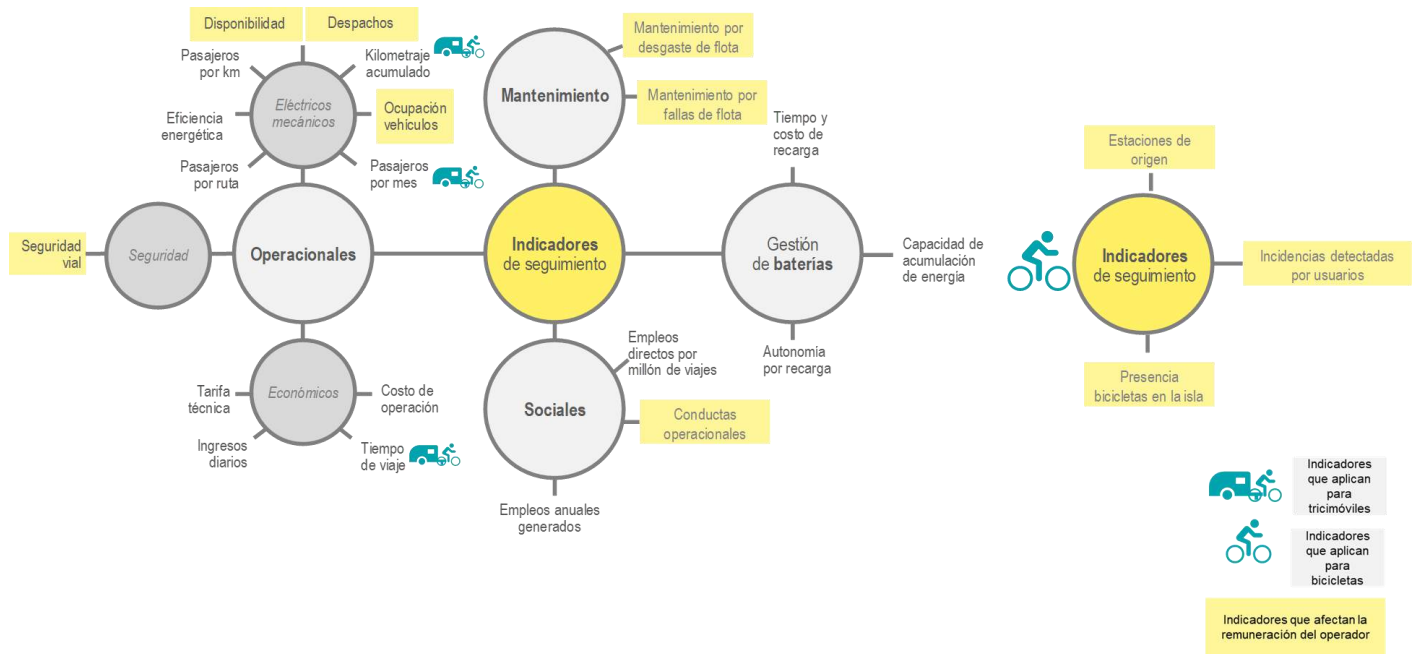 Disponibilidad
Despachos
Pasajeros
por km
Kilometraje
acumulado
Eléctricos
mecánicos
Eficiencia
energética
Ocupación
vehículos
Pasajeros
por ruta
Pasajeros
por mes
Seguridad
vial
Seguridad
Operacionales
Económicos
Tarifa
técnica
Costo de
operación
Ingresos
diarios
Tiempo
de viaje
Mantenimiento
Mantenimiento por
desgaste de flota
Mantenimiento por
fallas de flota
Indicadores
de seguimiento
Sociales
Empleos
directos por
millón de viajes
Conductas
operacionales
Empleos anuales
generados
Tiempo y
costo de
recarga
Gestión
de baterías
Capacidad de
acumulación
de energía
Autonomía
por recarga
Estaciones de
origen
Indicadores
de seguimiento
Incidencias detectadas
por usuarios
Presencia
bicicletas en la isla
Indicadores
que aplican
para
tricimóviles
Indicadores
que aplican
para
bicicletas
Indicadores que afectan la
remuneración del operador